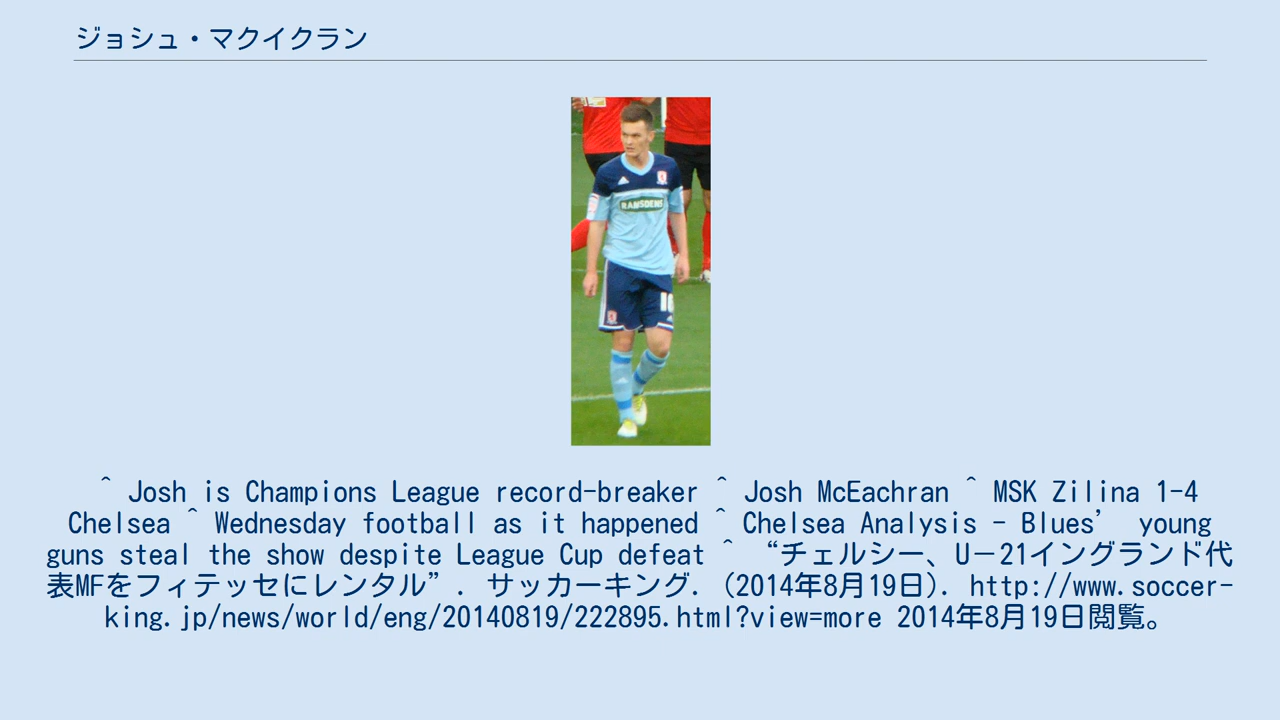 ジョシュ・マクイクラン
RAMSDENS
^ Josh is Champions League record-breaker ^ Josh McEachran ^ MSK Zilina 1-4
Chelsea ^ Wednesday football as it happened ^ Chelsea Analysis - Blues’ young
guns steal the show despite League Cup defeat ^ “チェルシー、U－21イングランド代
表MFをフィテッセにレンタル”. サッカーキング. (2014年8月19日). http://www.soccer-
king.jp/news/world/eng/20140819/222895.html?view=more 2014年8月19日閲覧。